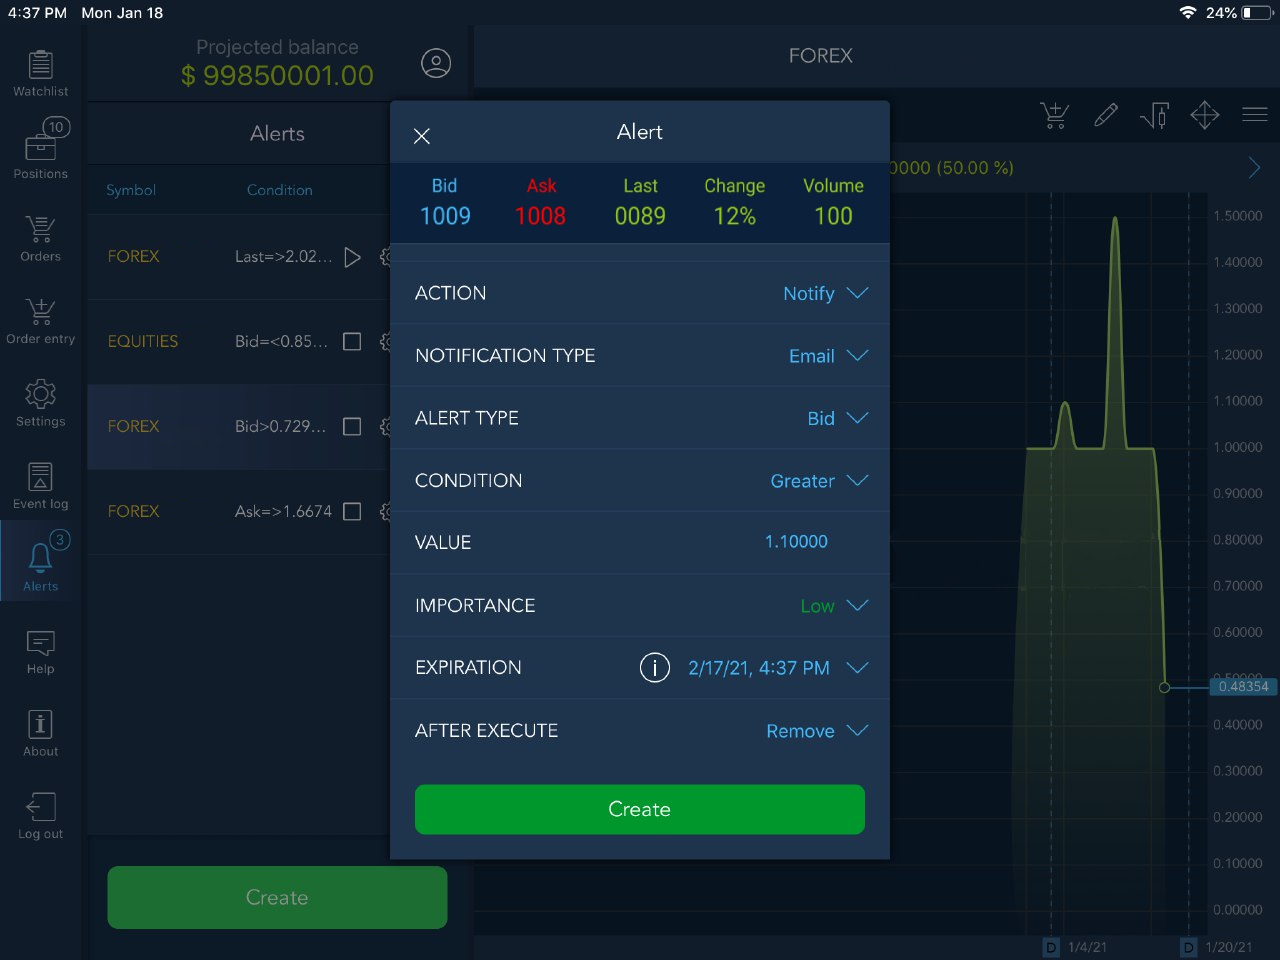 4:37 PM Mon Jan 18
24%
Watchlist
10
Positions
Orders
Order entry
Settings
Event log
3
Alerts
Help
About
Log out
Projected balance
$ 99850001.00
Alerts
Symbol Condition
FOREX Last=>2.02...
EQUITIES Bid=<0.85...
FOREX Bid>0.729...
FOREX Ask=>1.6674
Create
FOREX
0000 (50.00 %)
Alert
Bid Ask Last Change Volume
1009 1008 0089 12% 100
ACTION Notify
NOTIFICATION TYPE Email
ALERT TYPE Bid
CONDITION Greater
VALUE 1.10000
IMPORTANCE Low
EXPIRATION i 2/17/21, 4:37 PM
AFTER EXECUTE Remove
Create
1.50000
1.40000
1.30000
1.20000
1.10000
1.00000
0.90000
0.80000
0.70000
0.60000
0.48354
0.40000
0.30000
0.20000
0.10000
0.00000
D 1/4/21 D 1/20/21